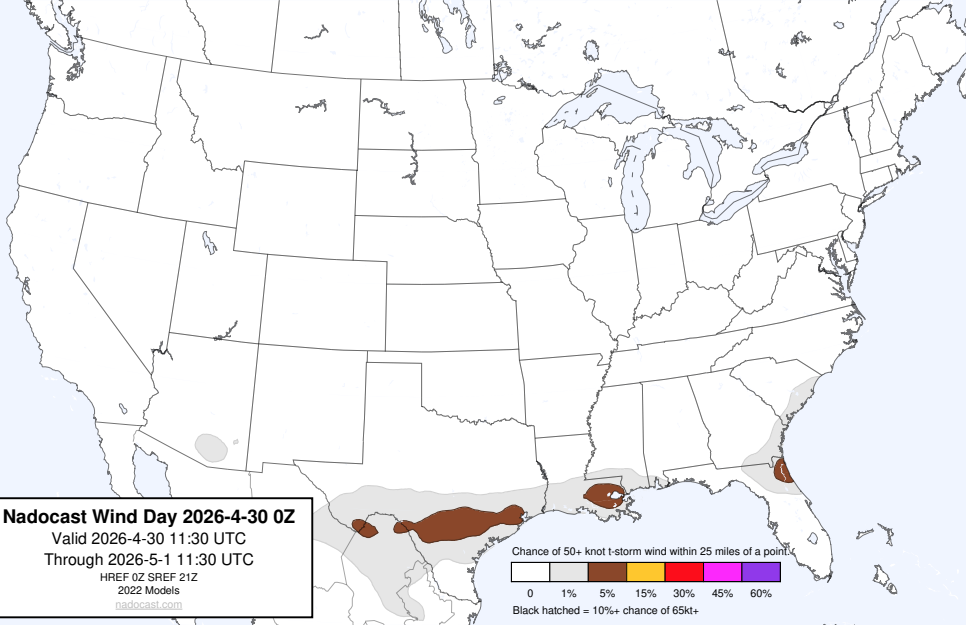 Nadocast Wind Day 2026-4-30 0Z
Valid 2026-4-30 11:30 UTC
Through 2026-5-1 11:30 UTC
HREF 0Z SREF 21Z
2022 Models
nadocast.com
Chance of 50+ knot t-storm wind within 25 miles of a point.
0 1% 5% 15% 30% 45% 60%
Black hatched = 10%+ chance of 65kt+